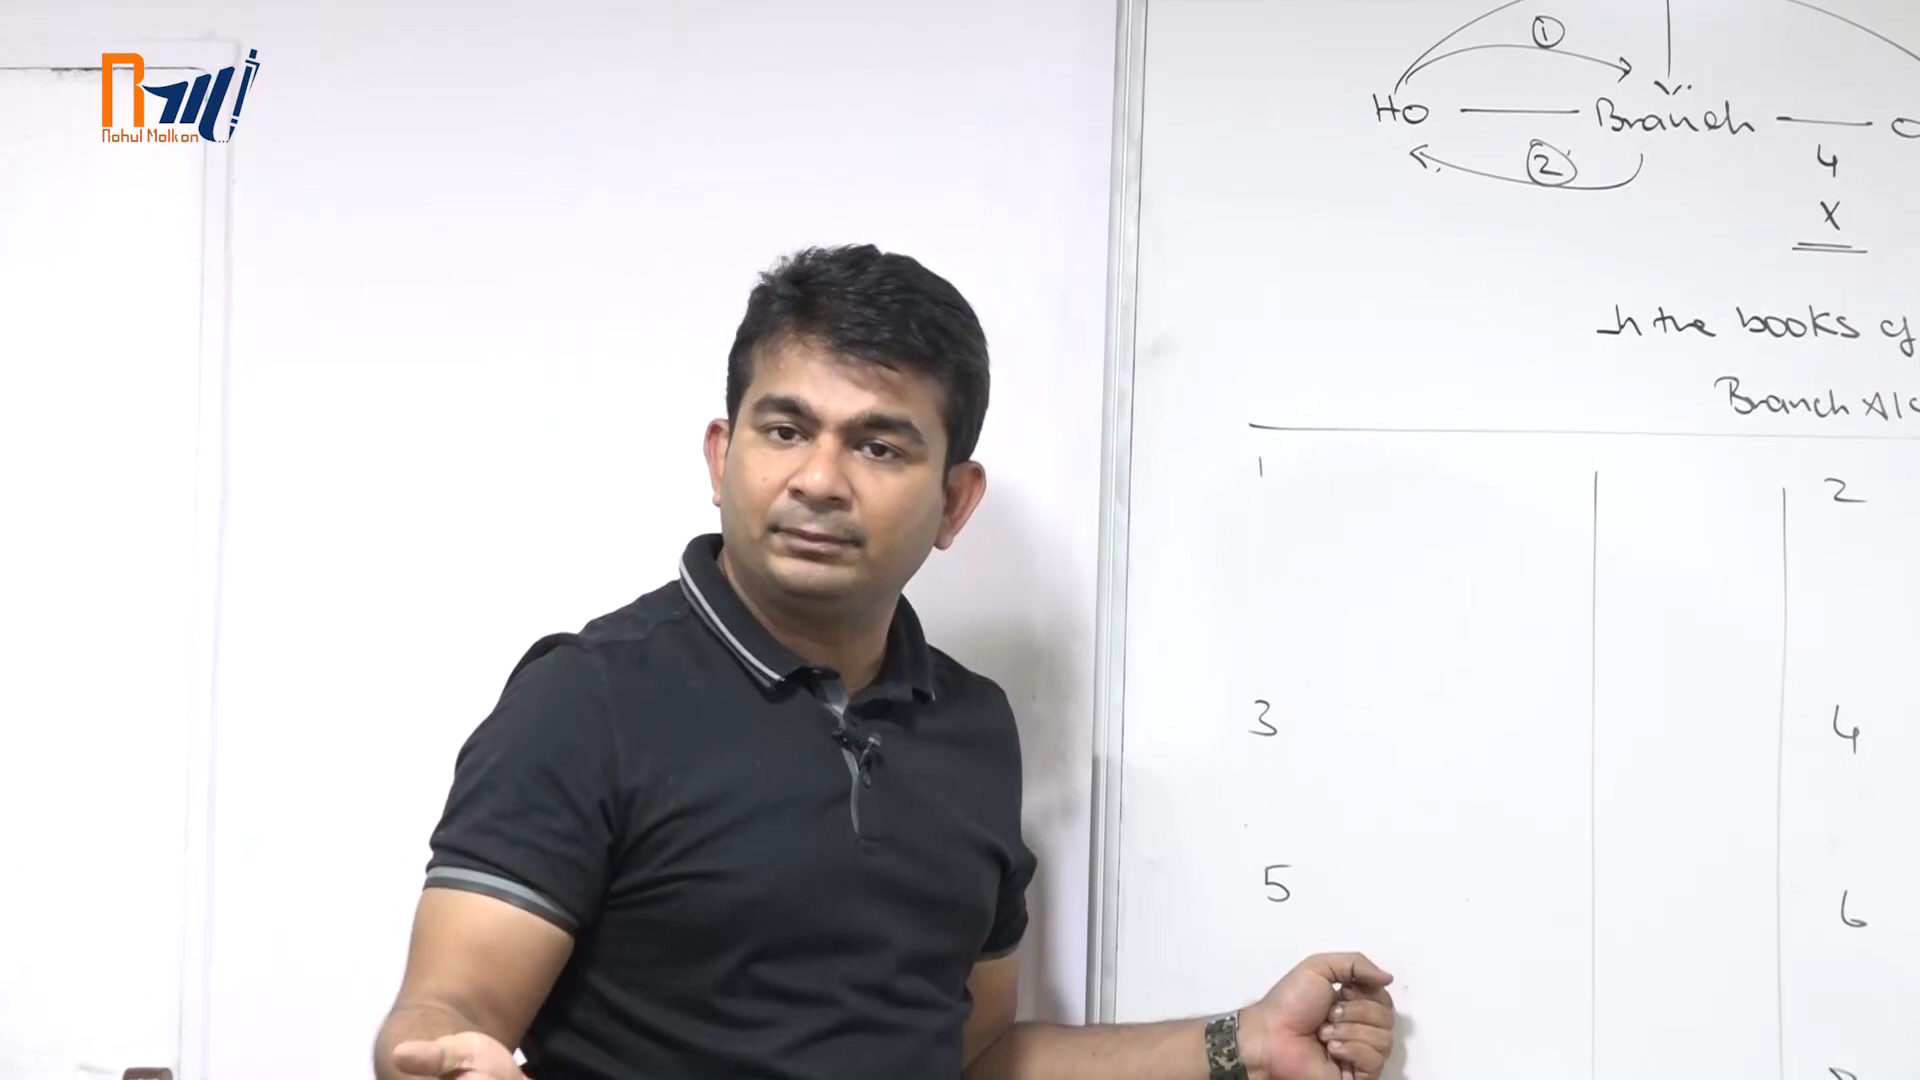 Rahul Malkan
1
HO — Branch —
2
4
X
In the books of
Branch A/c
1
2
3
4
5
6